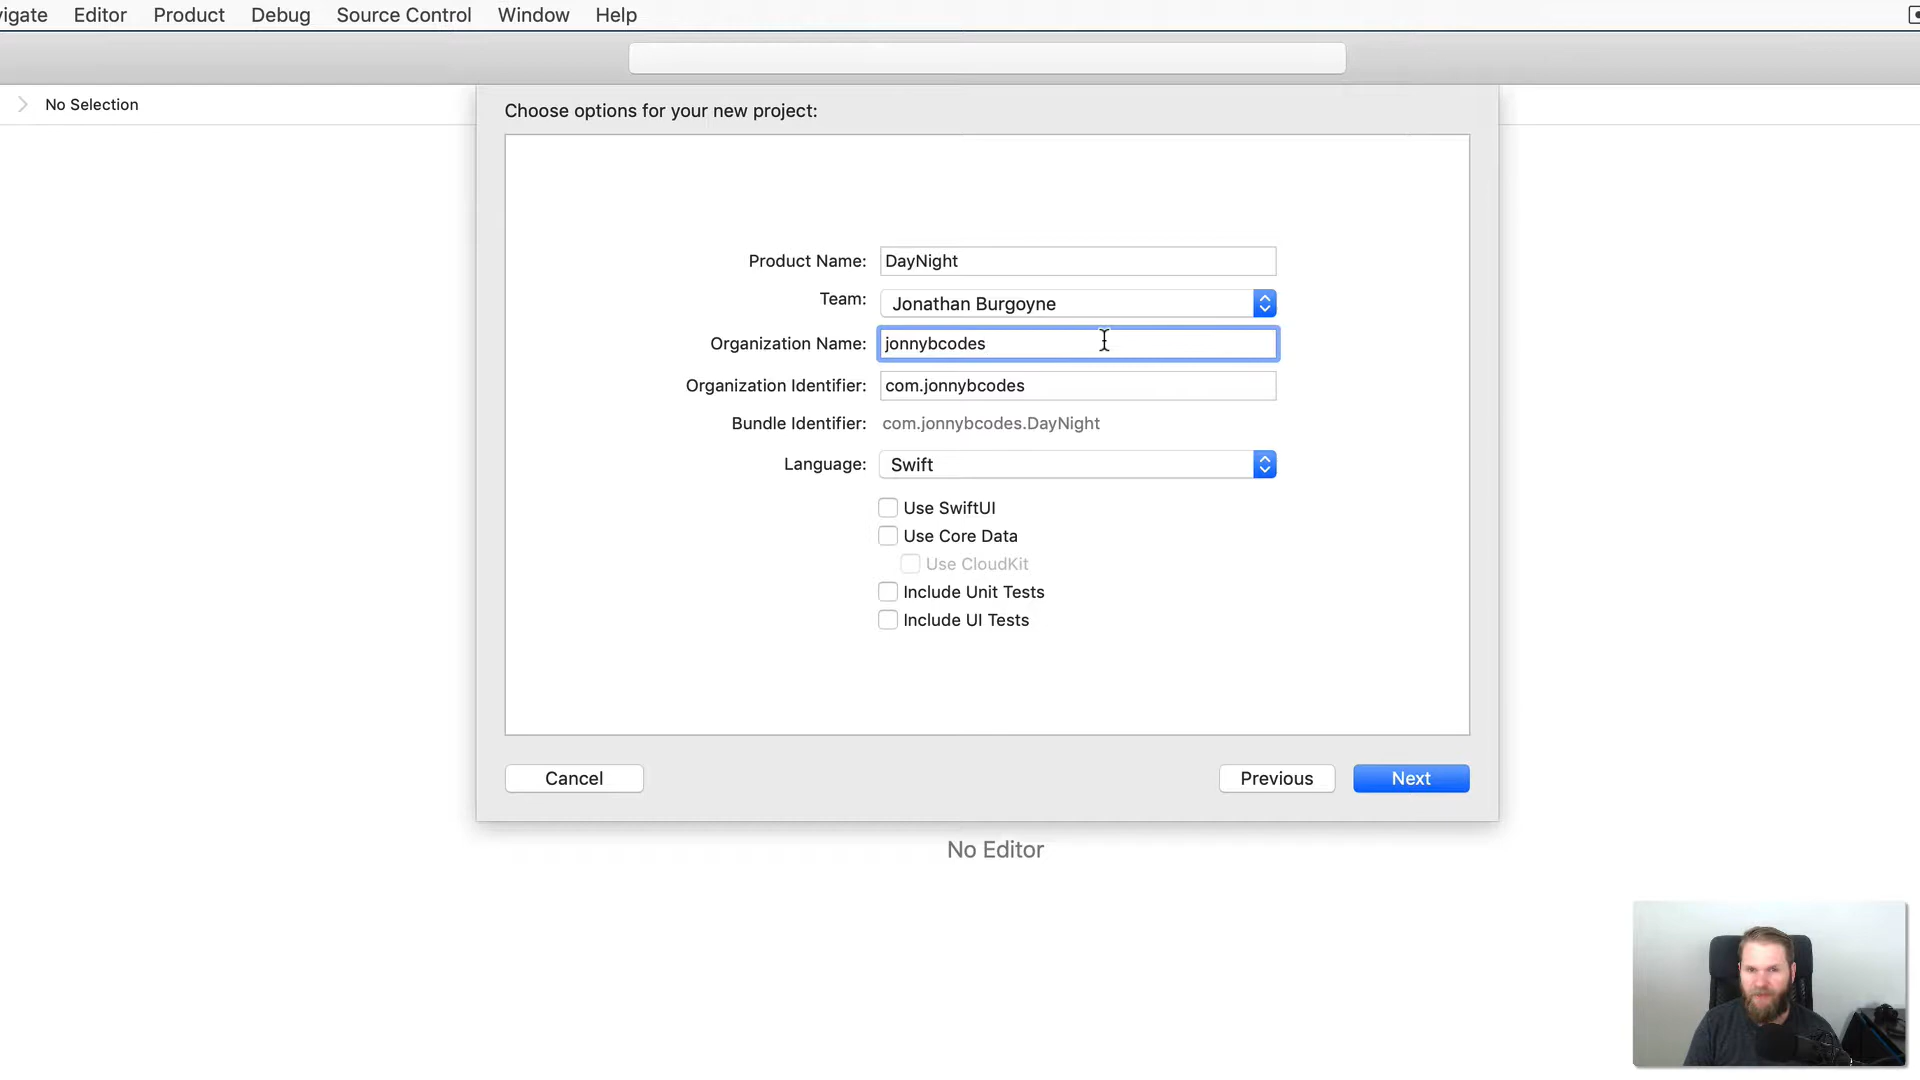 Editor Product Debug Source Control Window Help
No Selection
Choose options for your new project:
Product Name: DayNight
Team: Jonathan Burgoyne
Organization Name: jonnybcodes
Organization Identifier: com.jonnybcodes
Bundle Identifier: com.jonnybcodes.DayNight
Language: Swift
Use SwiftUI
Use Core Data
Use CloudKit
Include Unit Tests
Include UI Tests
Cancel Previous Next
No Editor